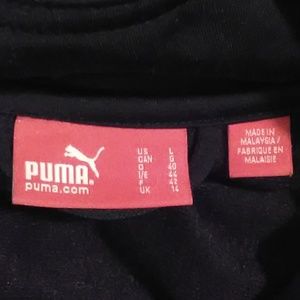 PUMA
puma.com
US L
CAN G
D 40
I/E 44
F 42
UK 14
MADE IN
MALAYSIA/
FABRIQUE EN
MALAISIE